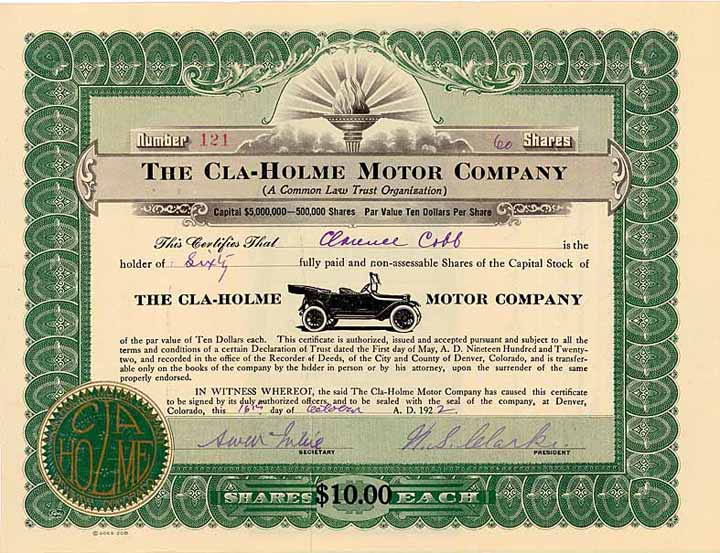 Number 121 60 Shares
THE CLA-HOLME MOTOR COMPANY
(A Common Law Trust Organization)
Capital $5,000,000—500,000 Shares Par Value Ten Dollars Per Share
This Certifies That Clarence Cobb is the
holder of Sixty fully paid and non-assessable Shares of the Capital Stock of
THE CLA-HOLME MOTOR COMPANY
of the par value of Ten Dollars each. This certificate is authorized, issued and accepted pursuant and subject to all the
terms and conditions of a certain Declaration of Trust dated the First day of May, A. D. Nineteen Hundred and Twenty-
two, and recorded in the office of the Recorder of Deeds, of the City and County of Denver, Colorado, and is transfer-
able only on the books of the company by the holder in person or by his attorney, upon the surrender of the same
properly endorsed.
IN WITNESS WHEREOF, the said The Cla-Holme Motor Company has caused this certificate
to be signed by its duly authorized officers, and to be sealed with the seal of the company, at Denver,
Colorado, this 16th day of October A. D. 1922.
W. S. Clarke
SECRETARY PRESIDENT
CLA
HOLME
SHARES $10.00 EACH
© GOES